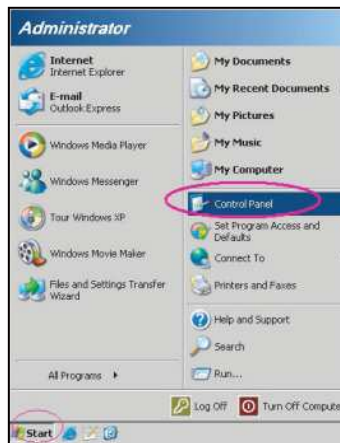 Administrator
Internet
Internet Explorer
E-mail
Outlook Express
Windows Media Player
Windows Messenger
Tour Windows XP
Windows Movie Maker
Files and Settings Transfer
Wizard
All Programs
My Documents
My Recent Documents
My Pictures
My Music
My Computer
Control Panel
Set Program Access and
Defaults
Connect To
Printers and Faxes
Help and Support
Search
Run...
Log Off
Turn Off Compute
Start